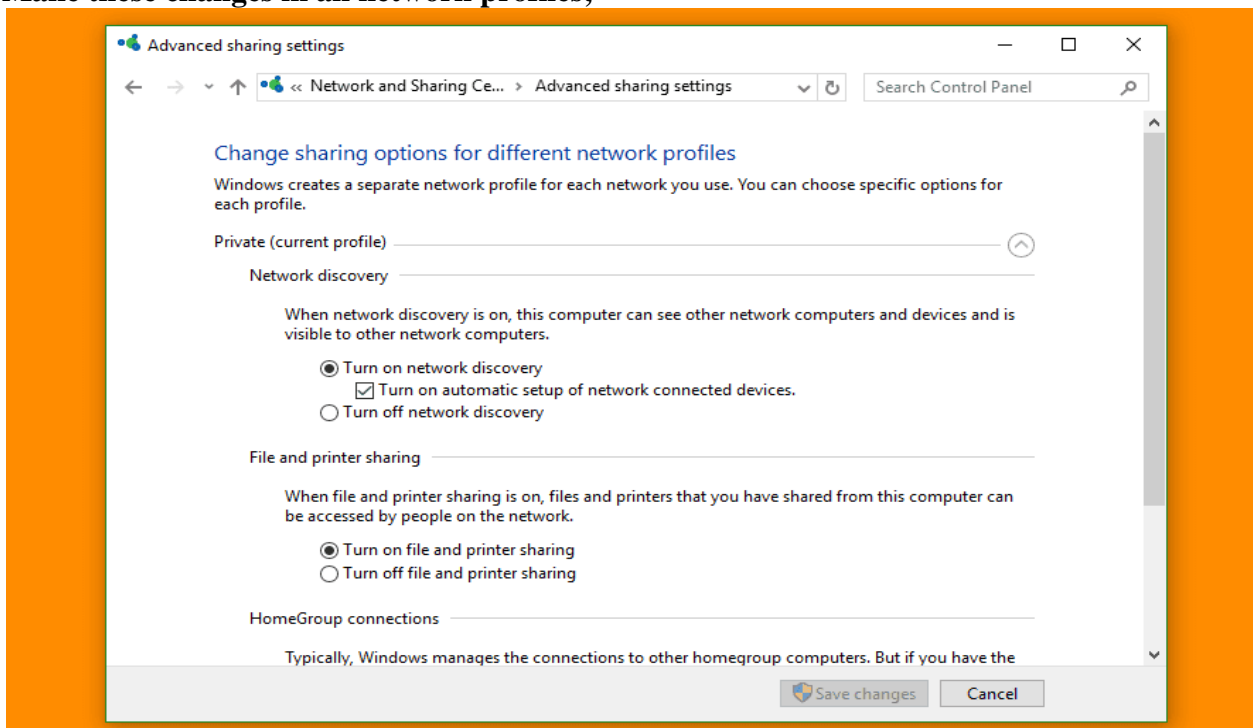 Make these changes in all network profiles,
Advanced sharing settings
« Network and Sharing Ce... > Advanced sharing settings
Search Control Panel
Change sharing options for different network profiles
Windows creates a separate network profile for each network you use. You can choose specific options for
each profile.
Private (current profile)
Network discovery
When network discovery is on, this computer can see other network computers and devices and is
visible to other network computers.
Turn on network discovery
Turn on automatic setup of network connected devices.
Turn off network discovery
File and printer sharing
When file and printer sharing is on, files and printers that you have shared from this computer can
be accessed by people on the network.
Turn on file and printer sharing
Turn off file and printer sharing
HomeGroup connections
Typically, Windows manages the connections to other homegroup computers. But if you have the
Save changes
Cancel